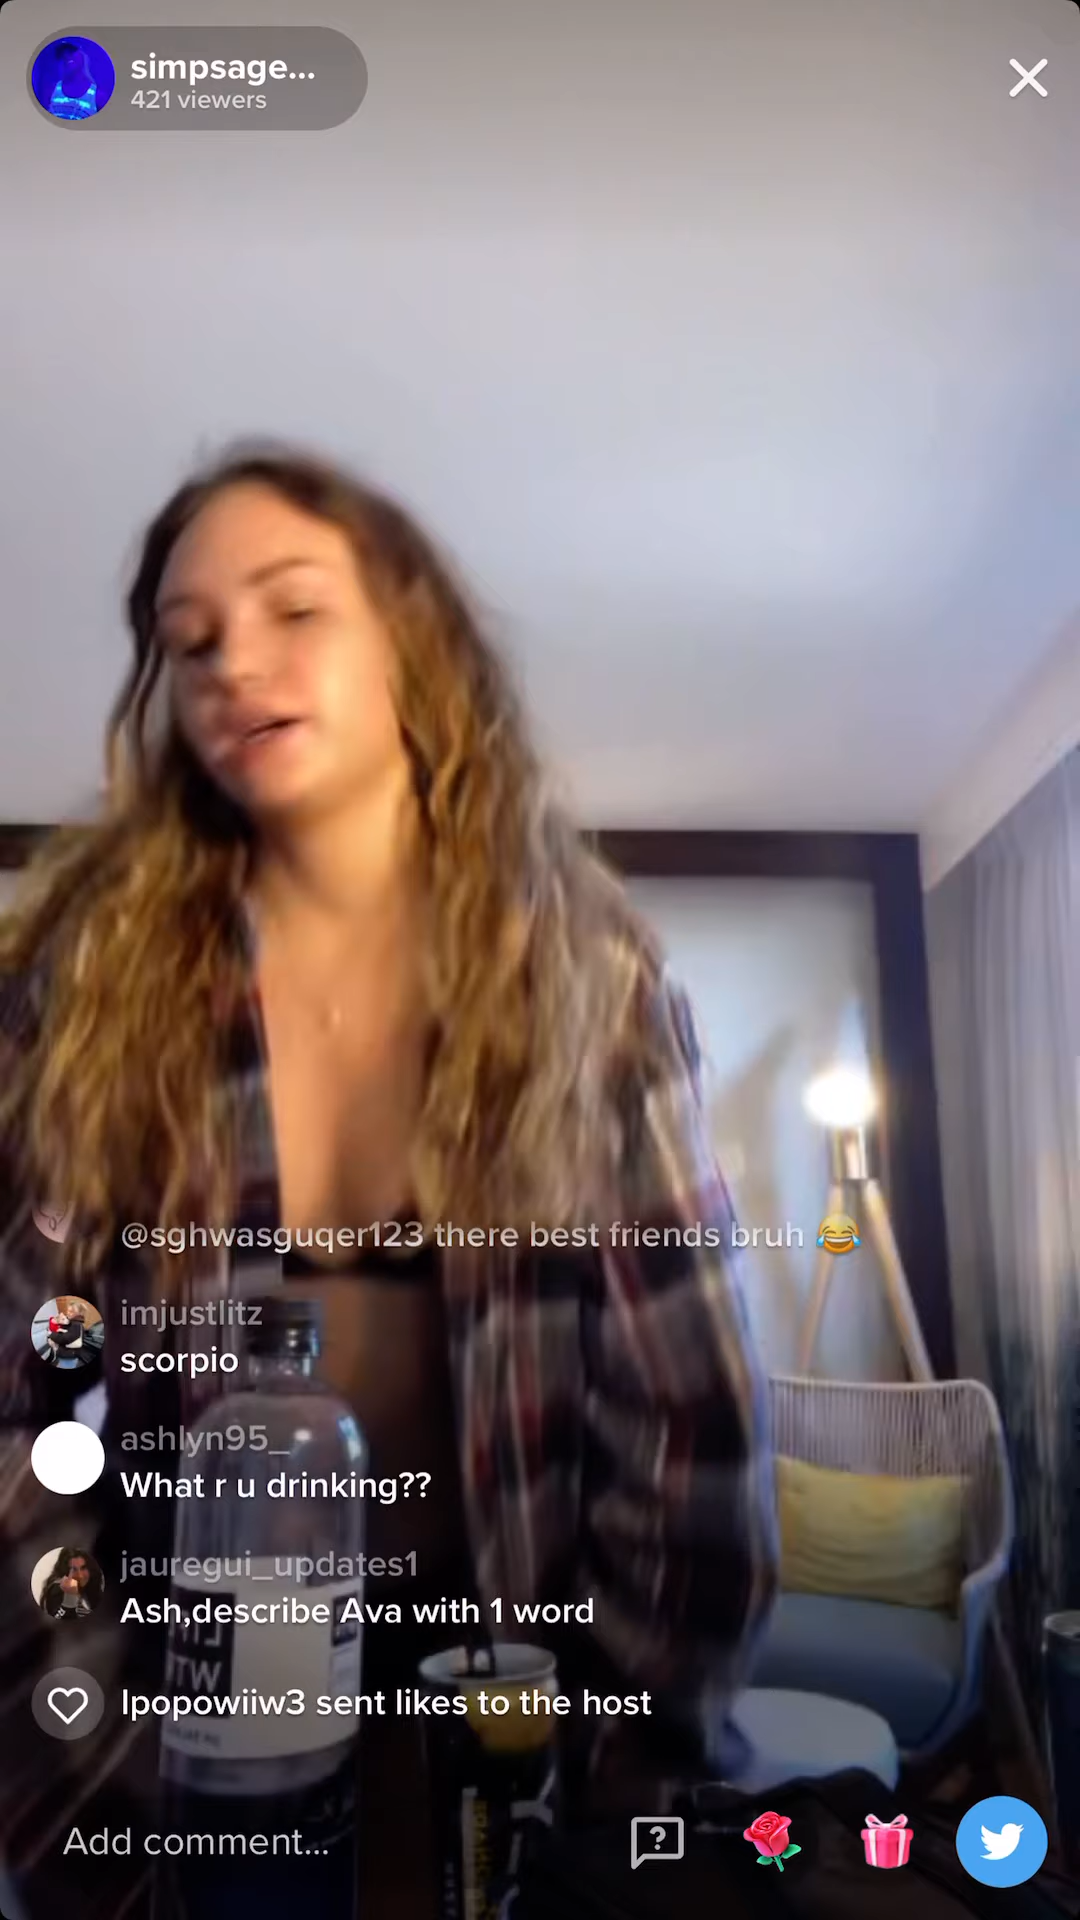 simpsage...
421 viewers
@sghwasguqer123 there best friends bruh 😂
imjustlitz
scorpio
ashlyn95_
What r u drinking??
jauregui_updates1
Ash,describe Ava with 1 word
lpopowiiw3 sent likes to the host
Add comment...